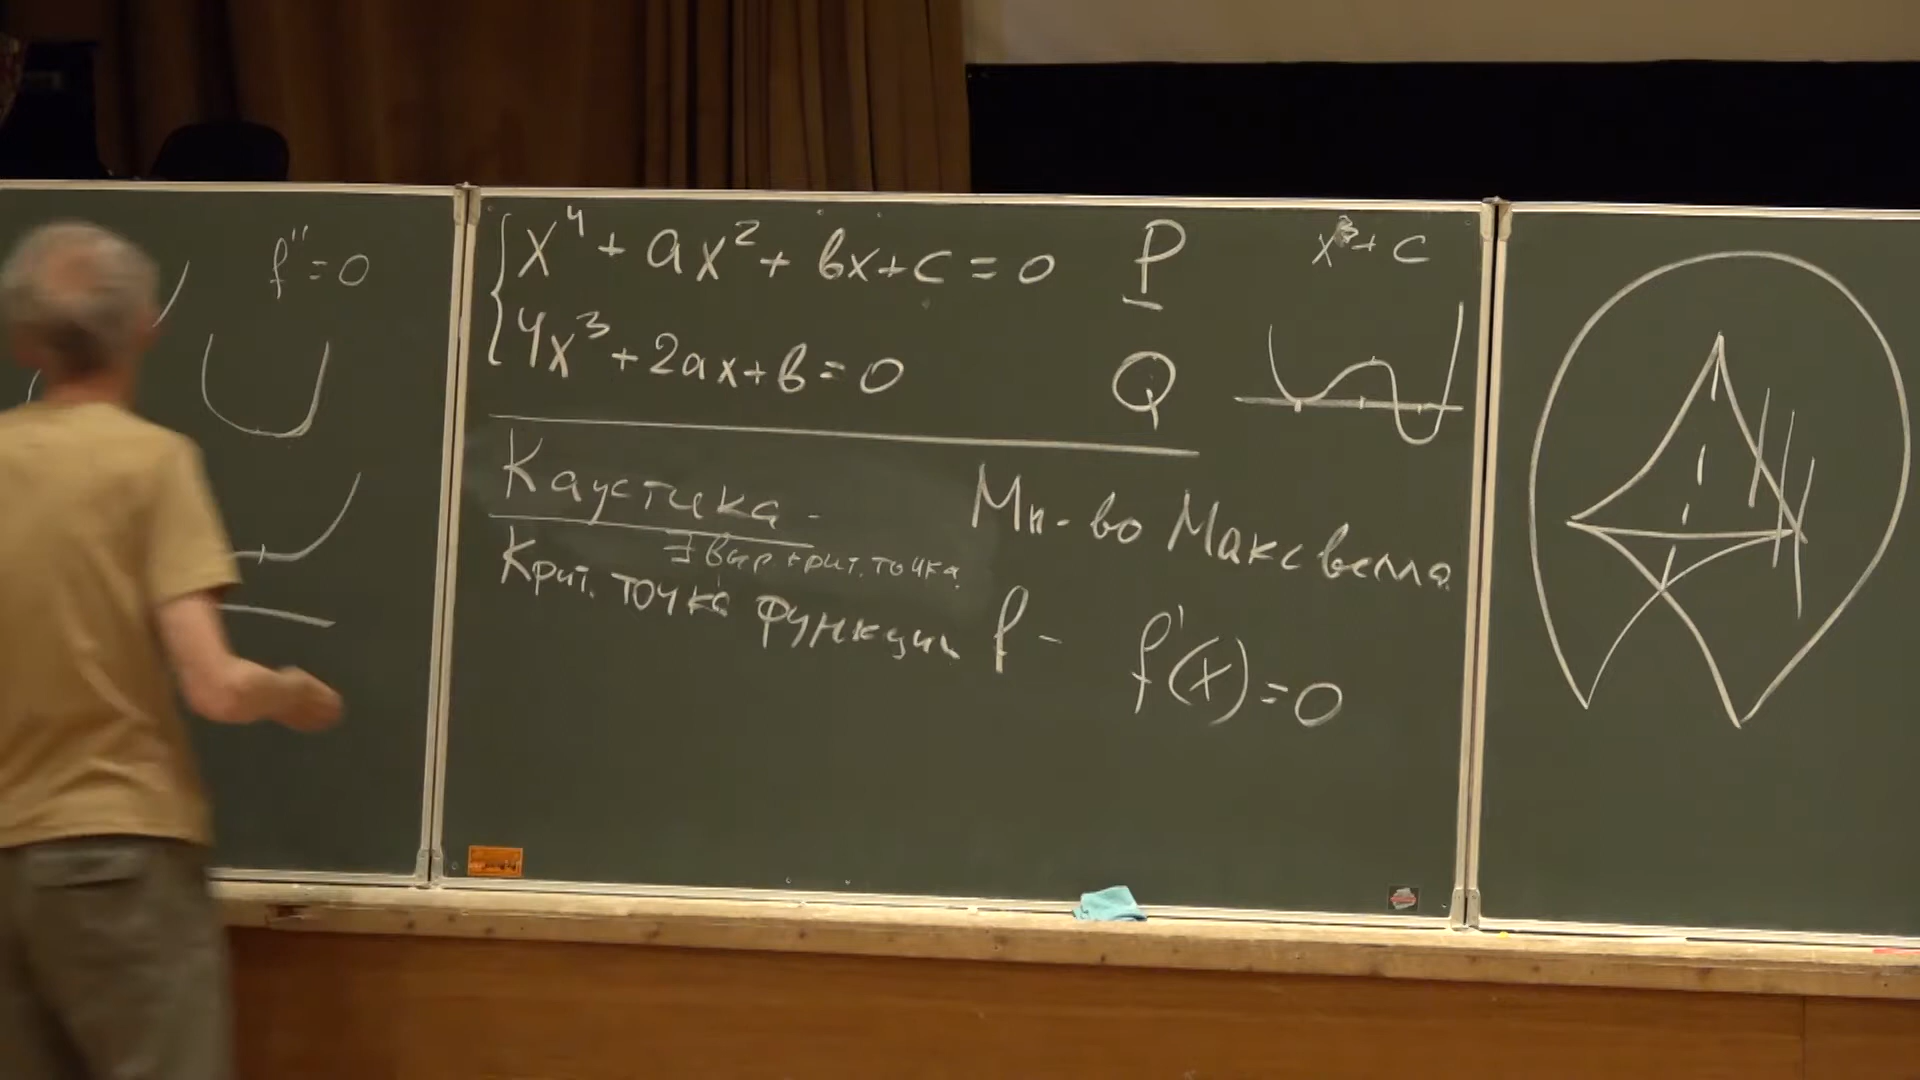 f'' = 0
x⁴ + ax² + bx + c = 0
P
4x³ + 2ax + b = 0
Q
x³ + c
Каустика -
∃ выр. крит. точка
Мн-во Максвелла
Крит. точка функции f -
f'(x) = 0